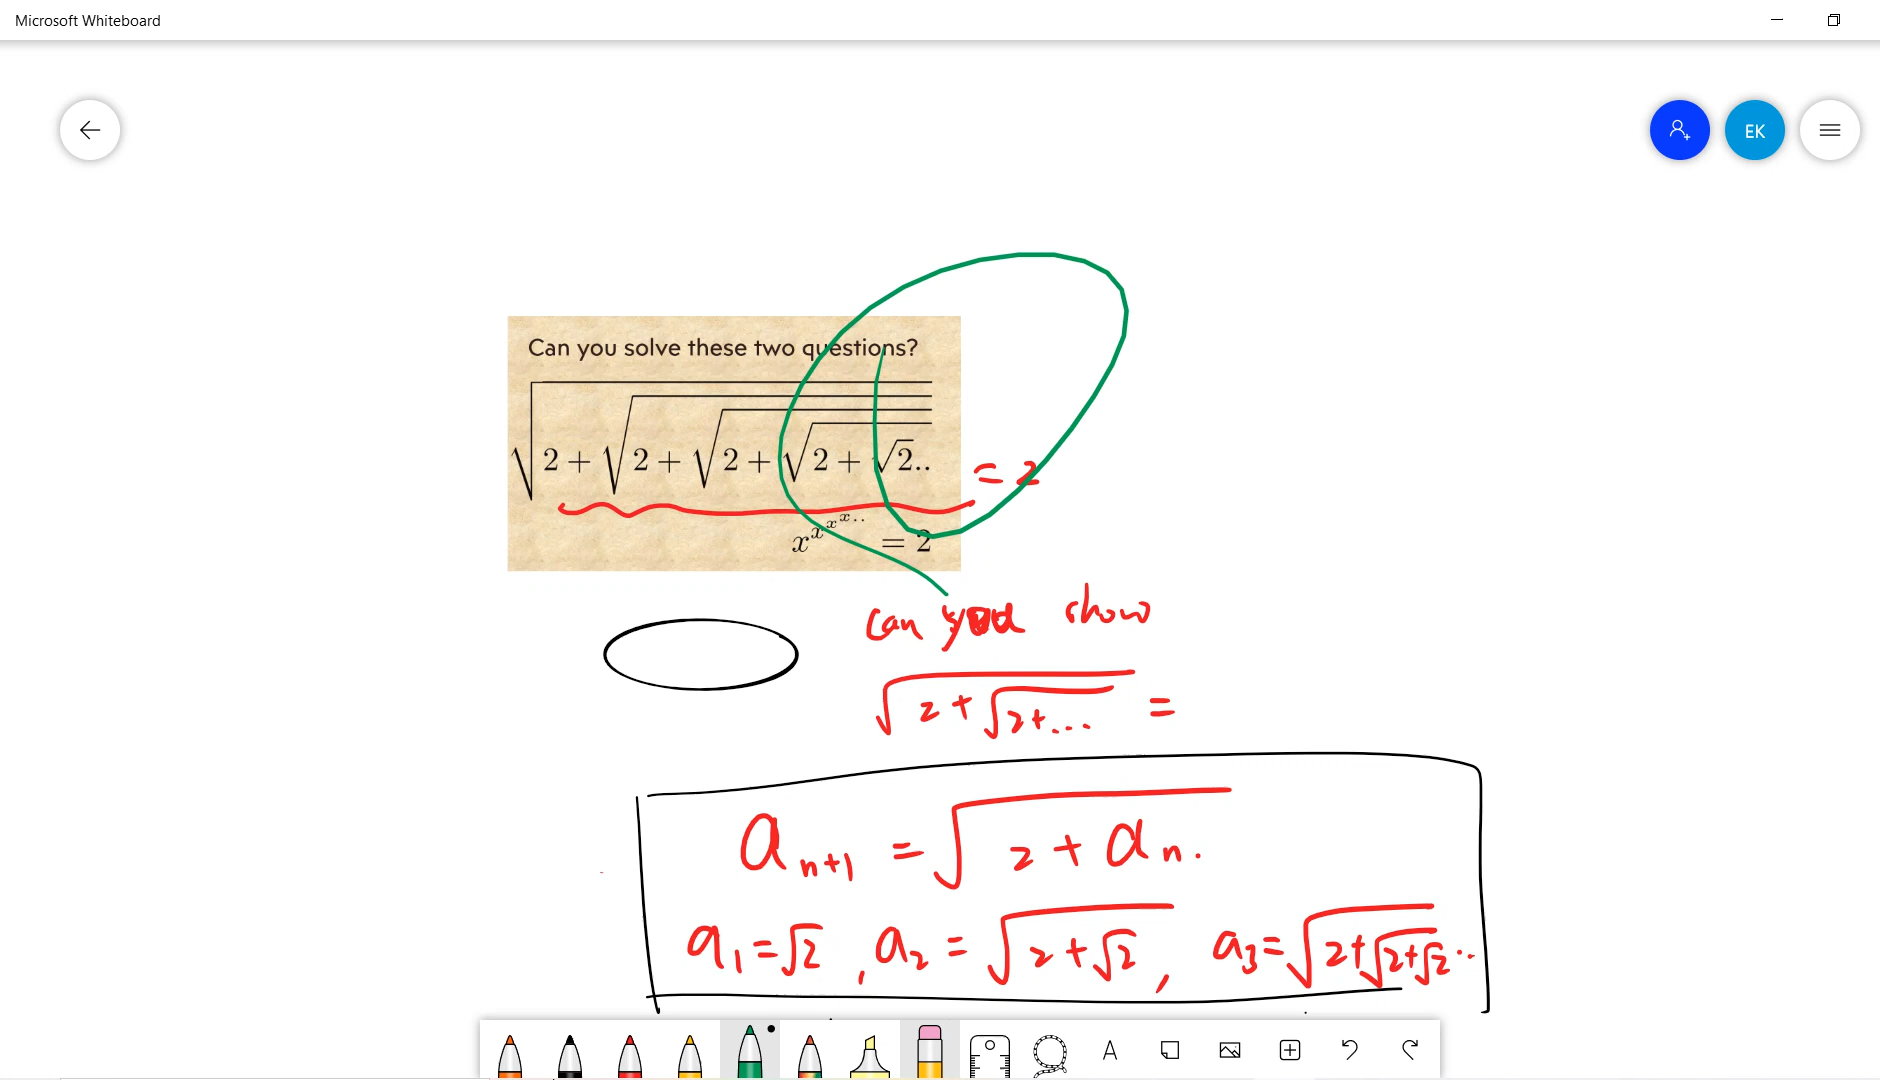 Microsoft Whiteboard
EK
Can you solve these two questions?
√(2 + √(2 + √(2 + √(2 + √2..
= 2
x^x^x^x.. = 2
can you show
√(2 + √(2+... =
a_{n+1} = √(2 + a_n.
a_1 = √2 , a_2 = √(2 + √2) , a_3 = √(2+√(2+√2 ..
A